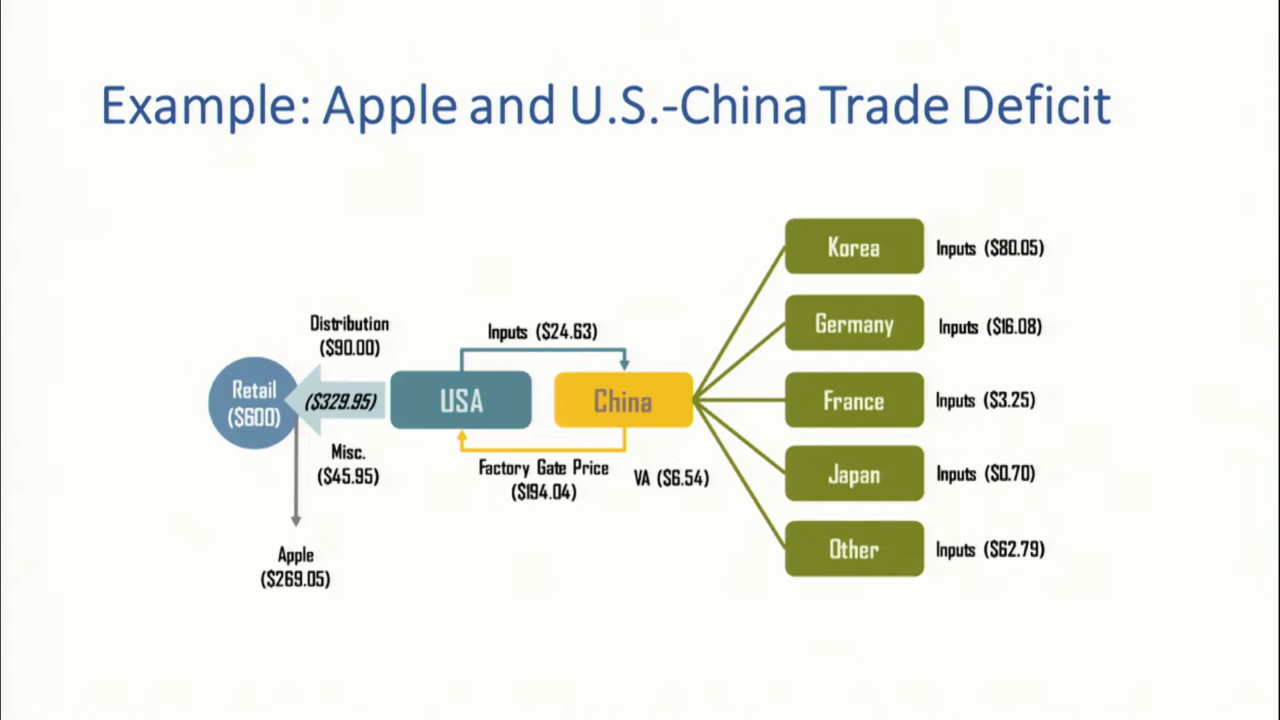 Example: Apple and U.S.-China Trade Deficit
Korea
Inputs ($80.05)
Germany
Inputs ($16.08)
Distribution
($90.00)
Inputs ($24.63)
Retail
($600)
($329.95)
USA
China
France
Inputs ($3.25)
Misc.
($45.95)
Factory Gate Price
($194.04)
VA ($6.54)
Japan
Inputs ($0.70)
Apple
($269.05)
Other
Inputs ($62.79)